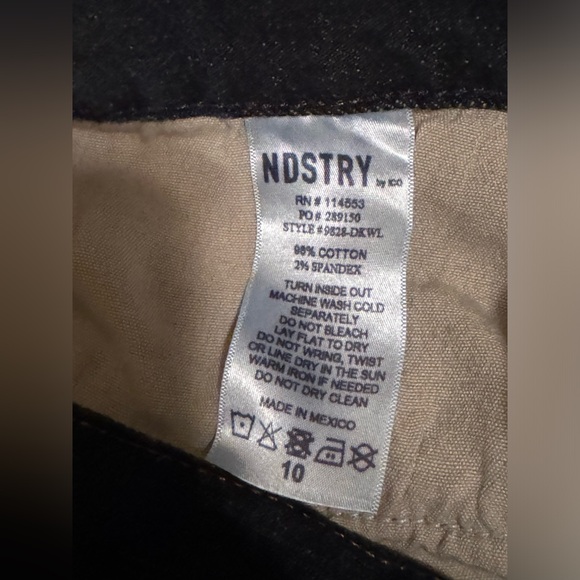 NDSTRY by ICO
RN # 114553
PO # 289150
STYLE #9828-DKWL
98% COTTON
2% SPANDEX
TURN INSIDE OUT
MACHINE WASH COLD
SEPARATELY
DO NOT BLEACH
LAY FLAT TO DRY
DO NOT WRING, TWIST
OR LINE DRY IN THE SUN
WARM IRON IF NEEDED
DO NOT DRY CLEAN
MADE IN MEXICO
10